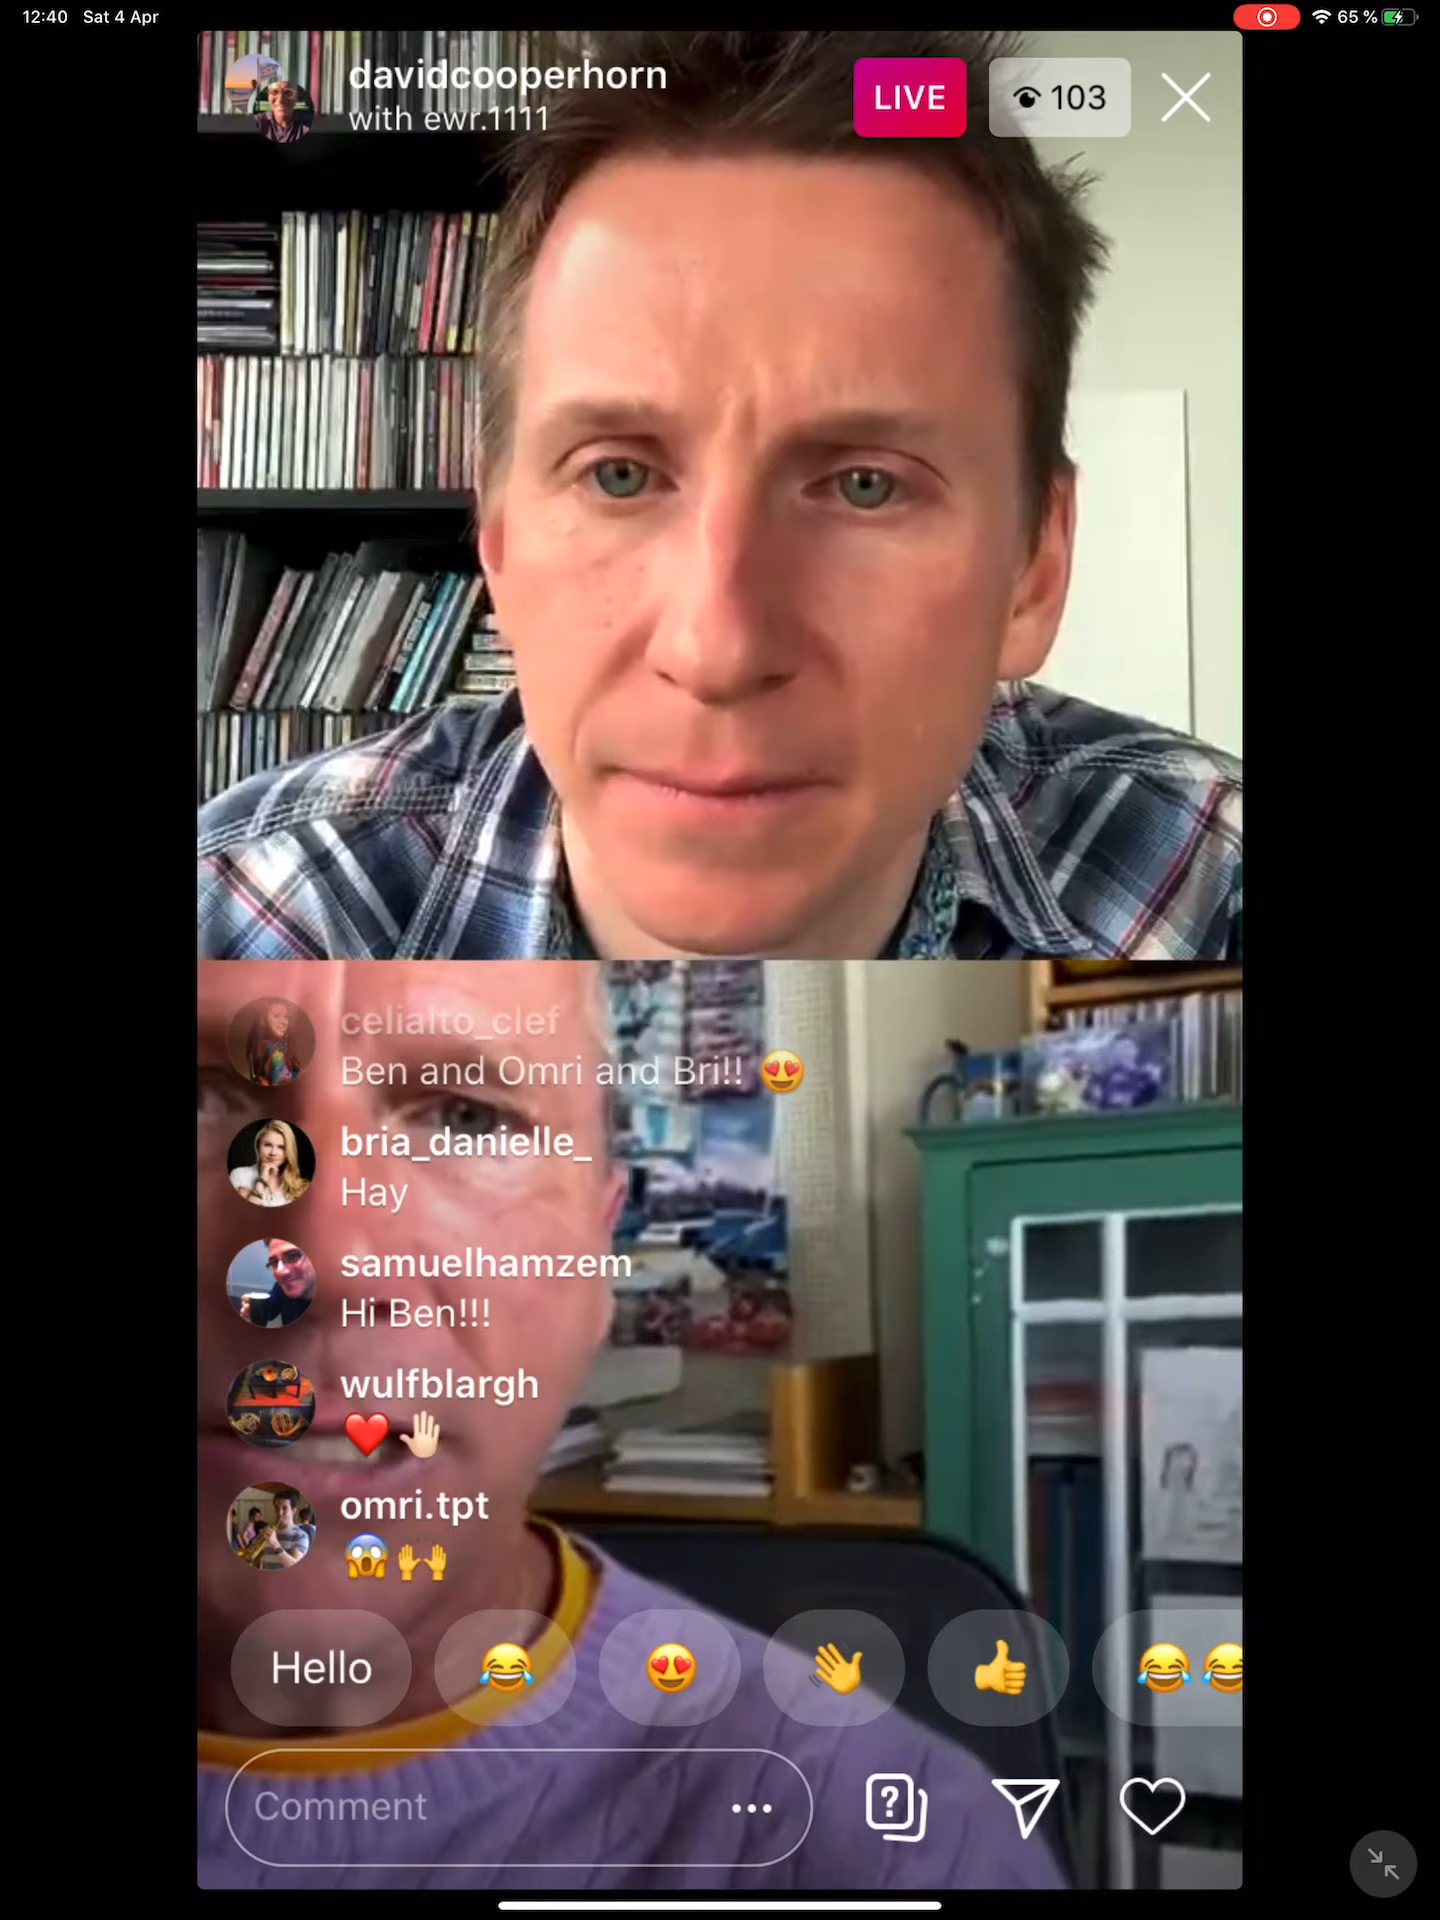 12:40 Sat 4 Apr
65 %
davidcooperhorn
with ewr.1111
LIVE
103
celialto_clef
Ben and Omri and Bri!! 😍
bria_danielle_
Hay
samuelhamzem
Hi Ben!!!
wulfblargh
❤️🤚🏻
omri.tpt
😱🙌
Hello
😂
😍
👋
👍
😂😂
Comment